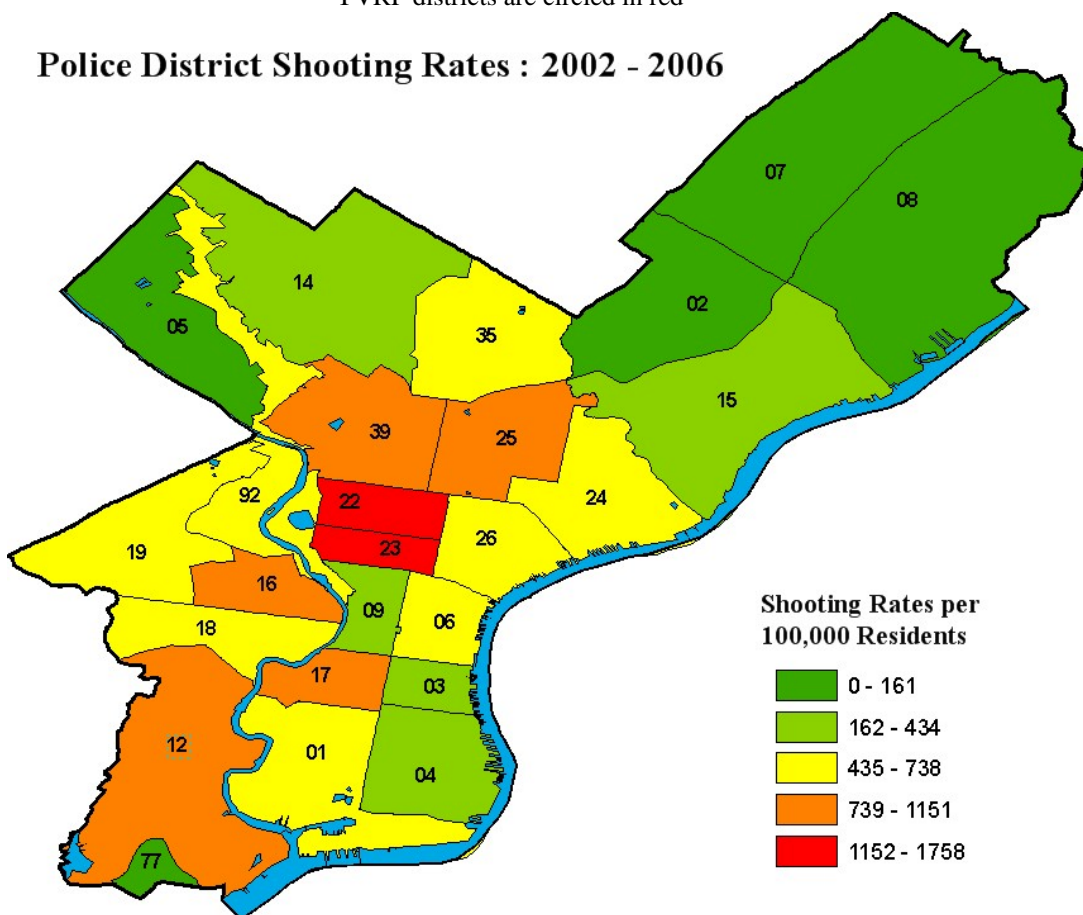 districts are circled in red
Police District Shooting Rates : 2002 - 2006
07
08
14
02
05
35
15
39
25
92
22
24
19
23
26
16
09
06
18
17
03
12
01
04
77
Shooting Rates per
100,000 Residents
0 - 161
162 - 434
435 - 738
739 - 1151
1152 - 1758